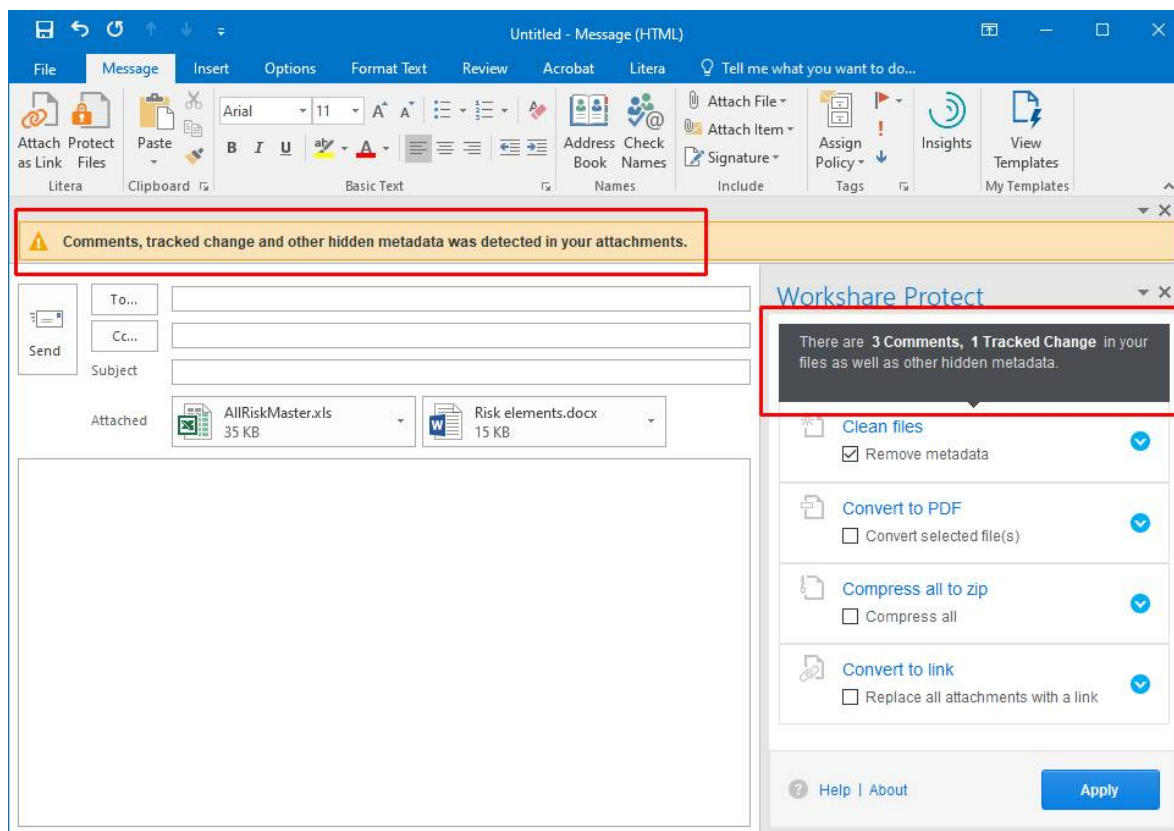 Untitled - Message (HTML)
File Message Insert Options Format Text Review Acrobat Litera Tell me what you want to do...
Attach as Link
Protect Files
Litera
Paste
Clipboard
Arial 11
B I U
Basic Text
Address Book
Check Names
Names
Attach File
Attach Item
Signature
Include
Assign Policy
Tags
Insights
View Templates
My Templates
Comments, tracked change and other hidden metadata was detected in your attachments.
Send
To...
Cc...
Subject
Attached
AllRiskMaster.xls
35 KB
Risk elements.docx
15 KB
Workshare Protect
There are 3 Comments, 1 Tracked Change in your
files as well as other hidden metadata.
Clean files
Remove metadata
Convert to PDF
Convert selected file(s)
Compress all to zip
Compress all
Convert to link
Replace all attachments with a link
Help | About
Apply